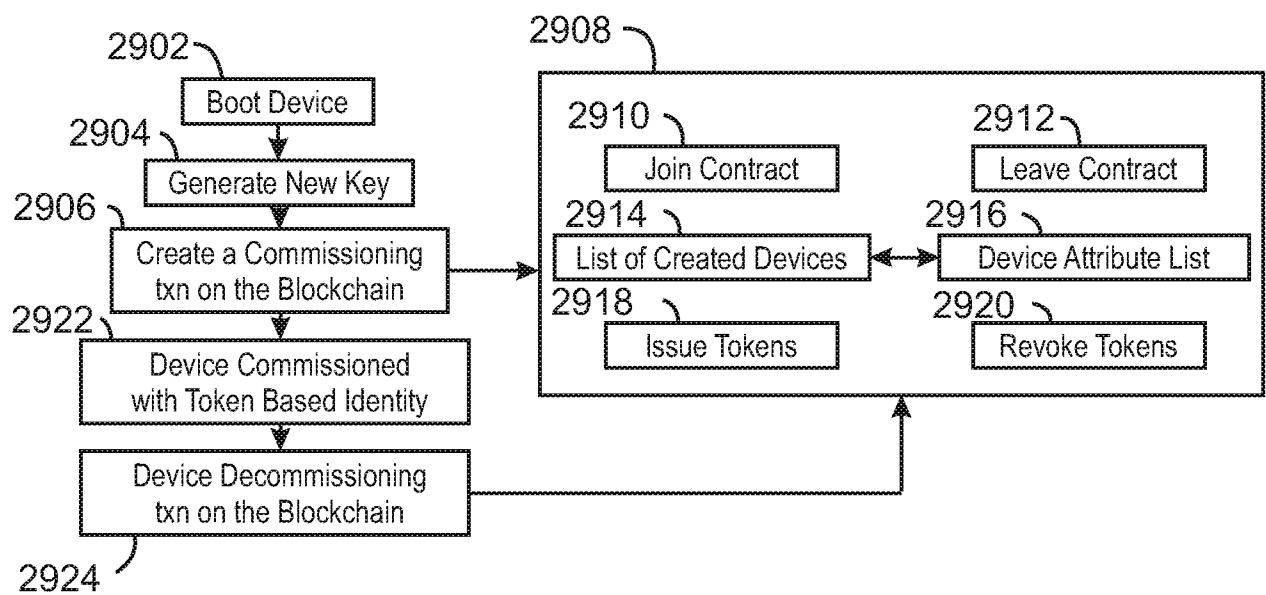 2902
Boot Device
2904
Generate New Key
2906
Create a Commissioning
txn on the Blockchain
2922
Device Commissioned
with Token Based Identity
Device Decommissioning
txn on the Blockchain
2924
2908
2910
Join Contract
2912
Leave Contract
2914
List of Created Devices
2916
Device Attribute List
2918
Issue Tokens
2920
Revoke Tokens